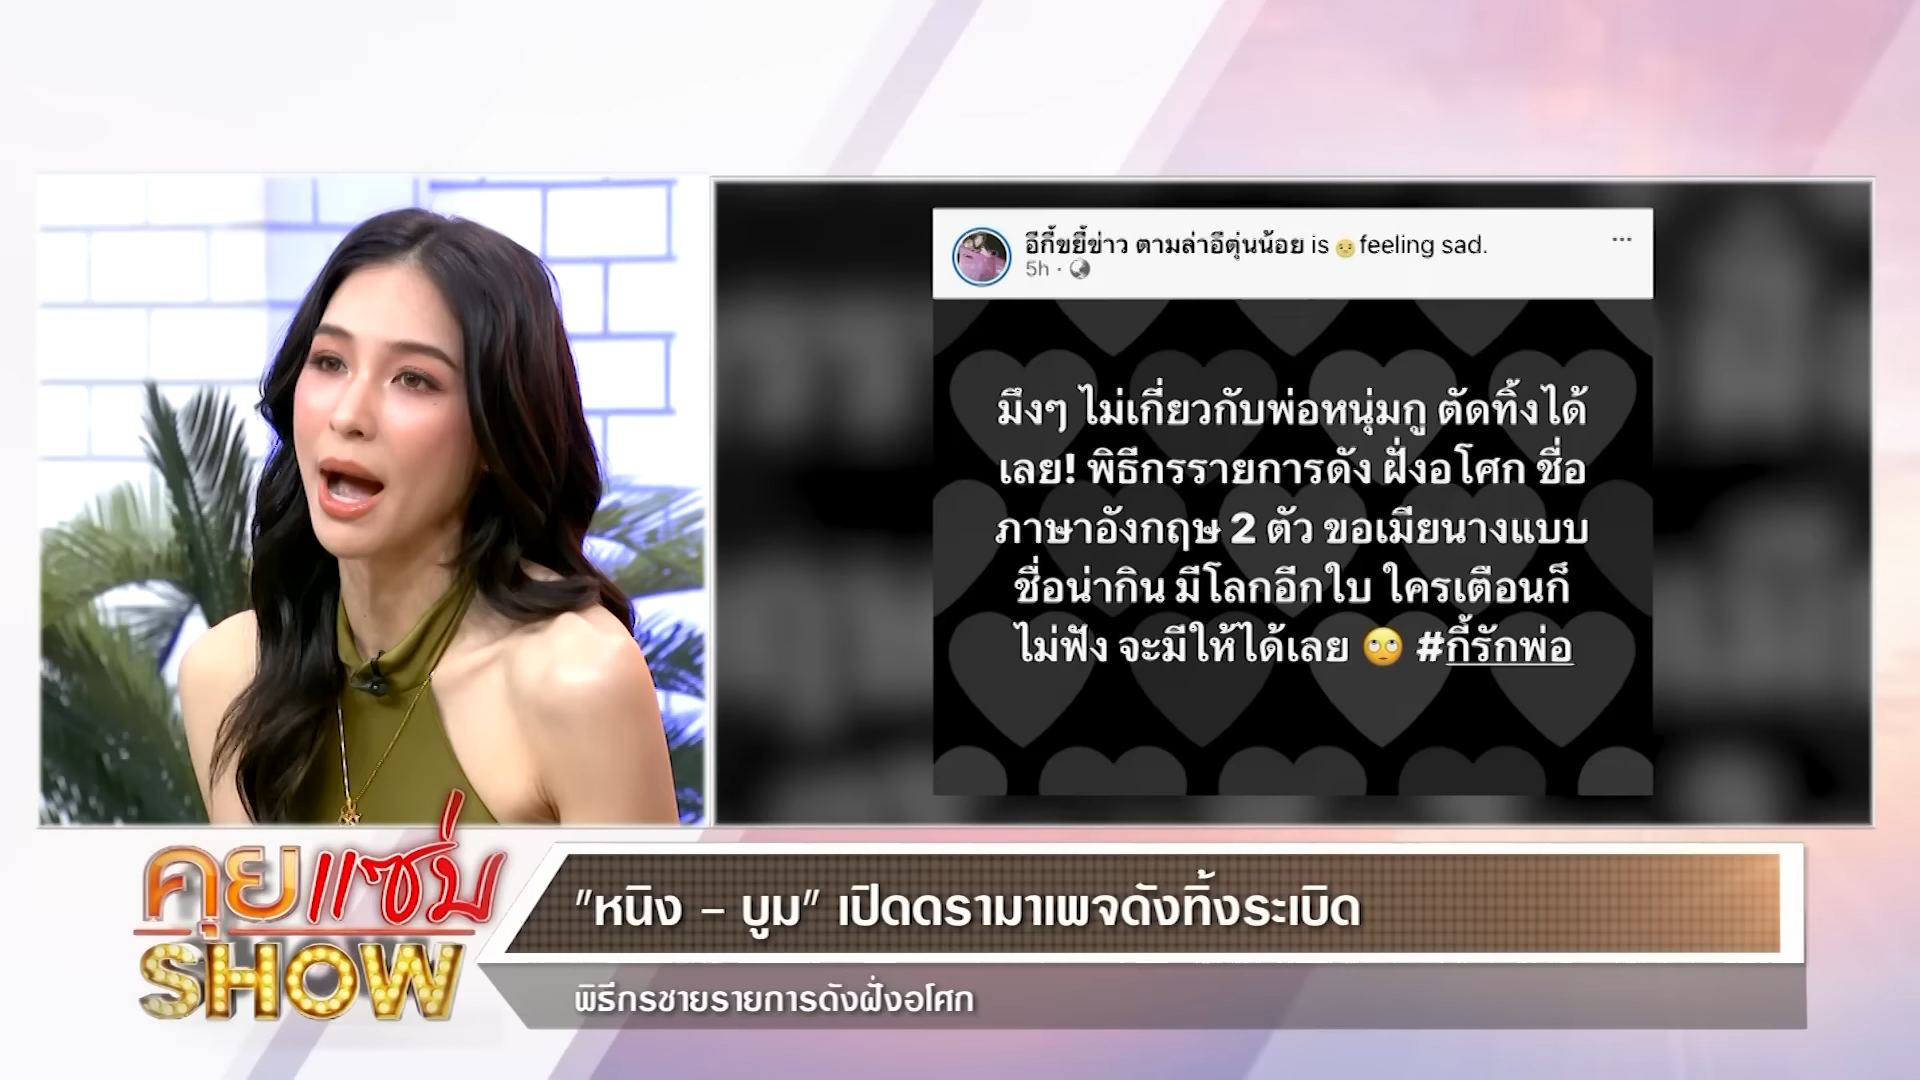 อีกี้ขยี้ข่าว ตามล่าอีตุ่นน้อย is 😔 feeling sad.
5h ·
มึงๆ ไม่เกี่ยวกับพ่อหนุ่มกู ตัดทิ้งได้
เลย! พิธีกรรายการดัง ฝั่งอโศก ชื่อ
ภาษาอังกฤษ 2 ตัว ขอเมียนางแบบ
ชื่อน่ากิน มีโลกอีกใบ ใครเตือนก็
ไม่ฟัง จะมีให้ได้เลย 🙄 #กี้รักพ่อ
คุยแซ่บ
SHOW
"หนิง – บูม" เปิดดรามาเพจดังทิ้งระเบิด
พิธีกรชายรายการดังฝั่งอโศก